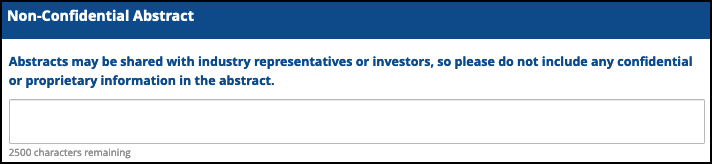 Non-Confidential Abstract
Abstracts may be shared with industry representatives or investors, so please do not include any confidential
or proprietary information in the abstract.
2500 characters remaining